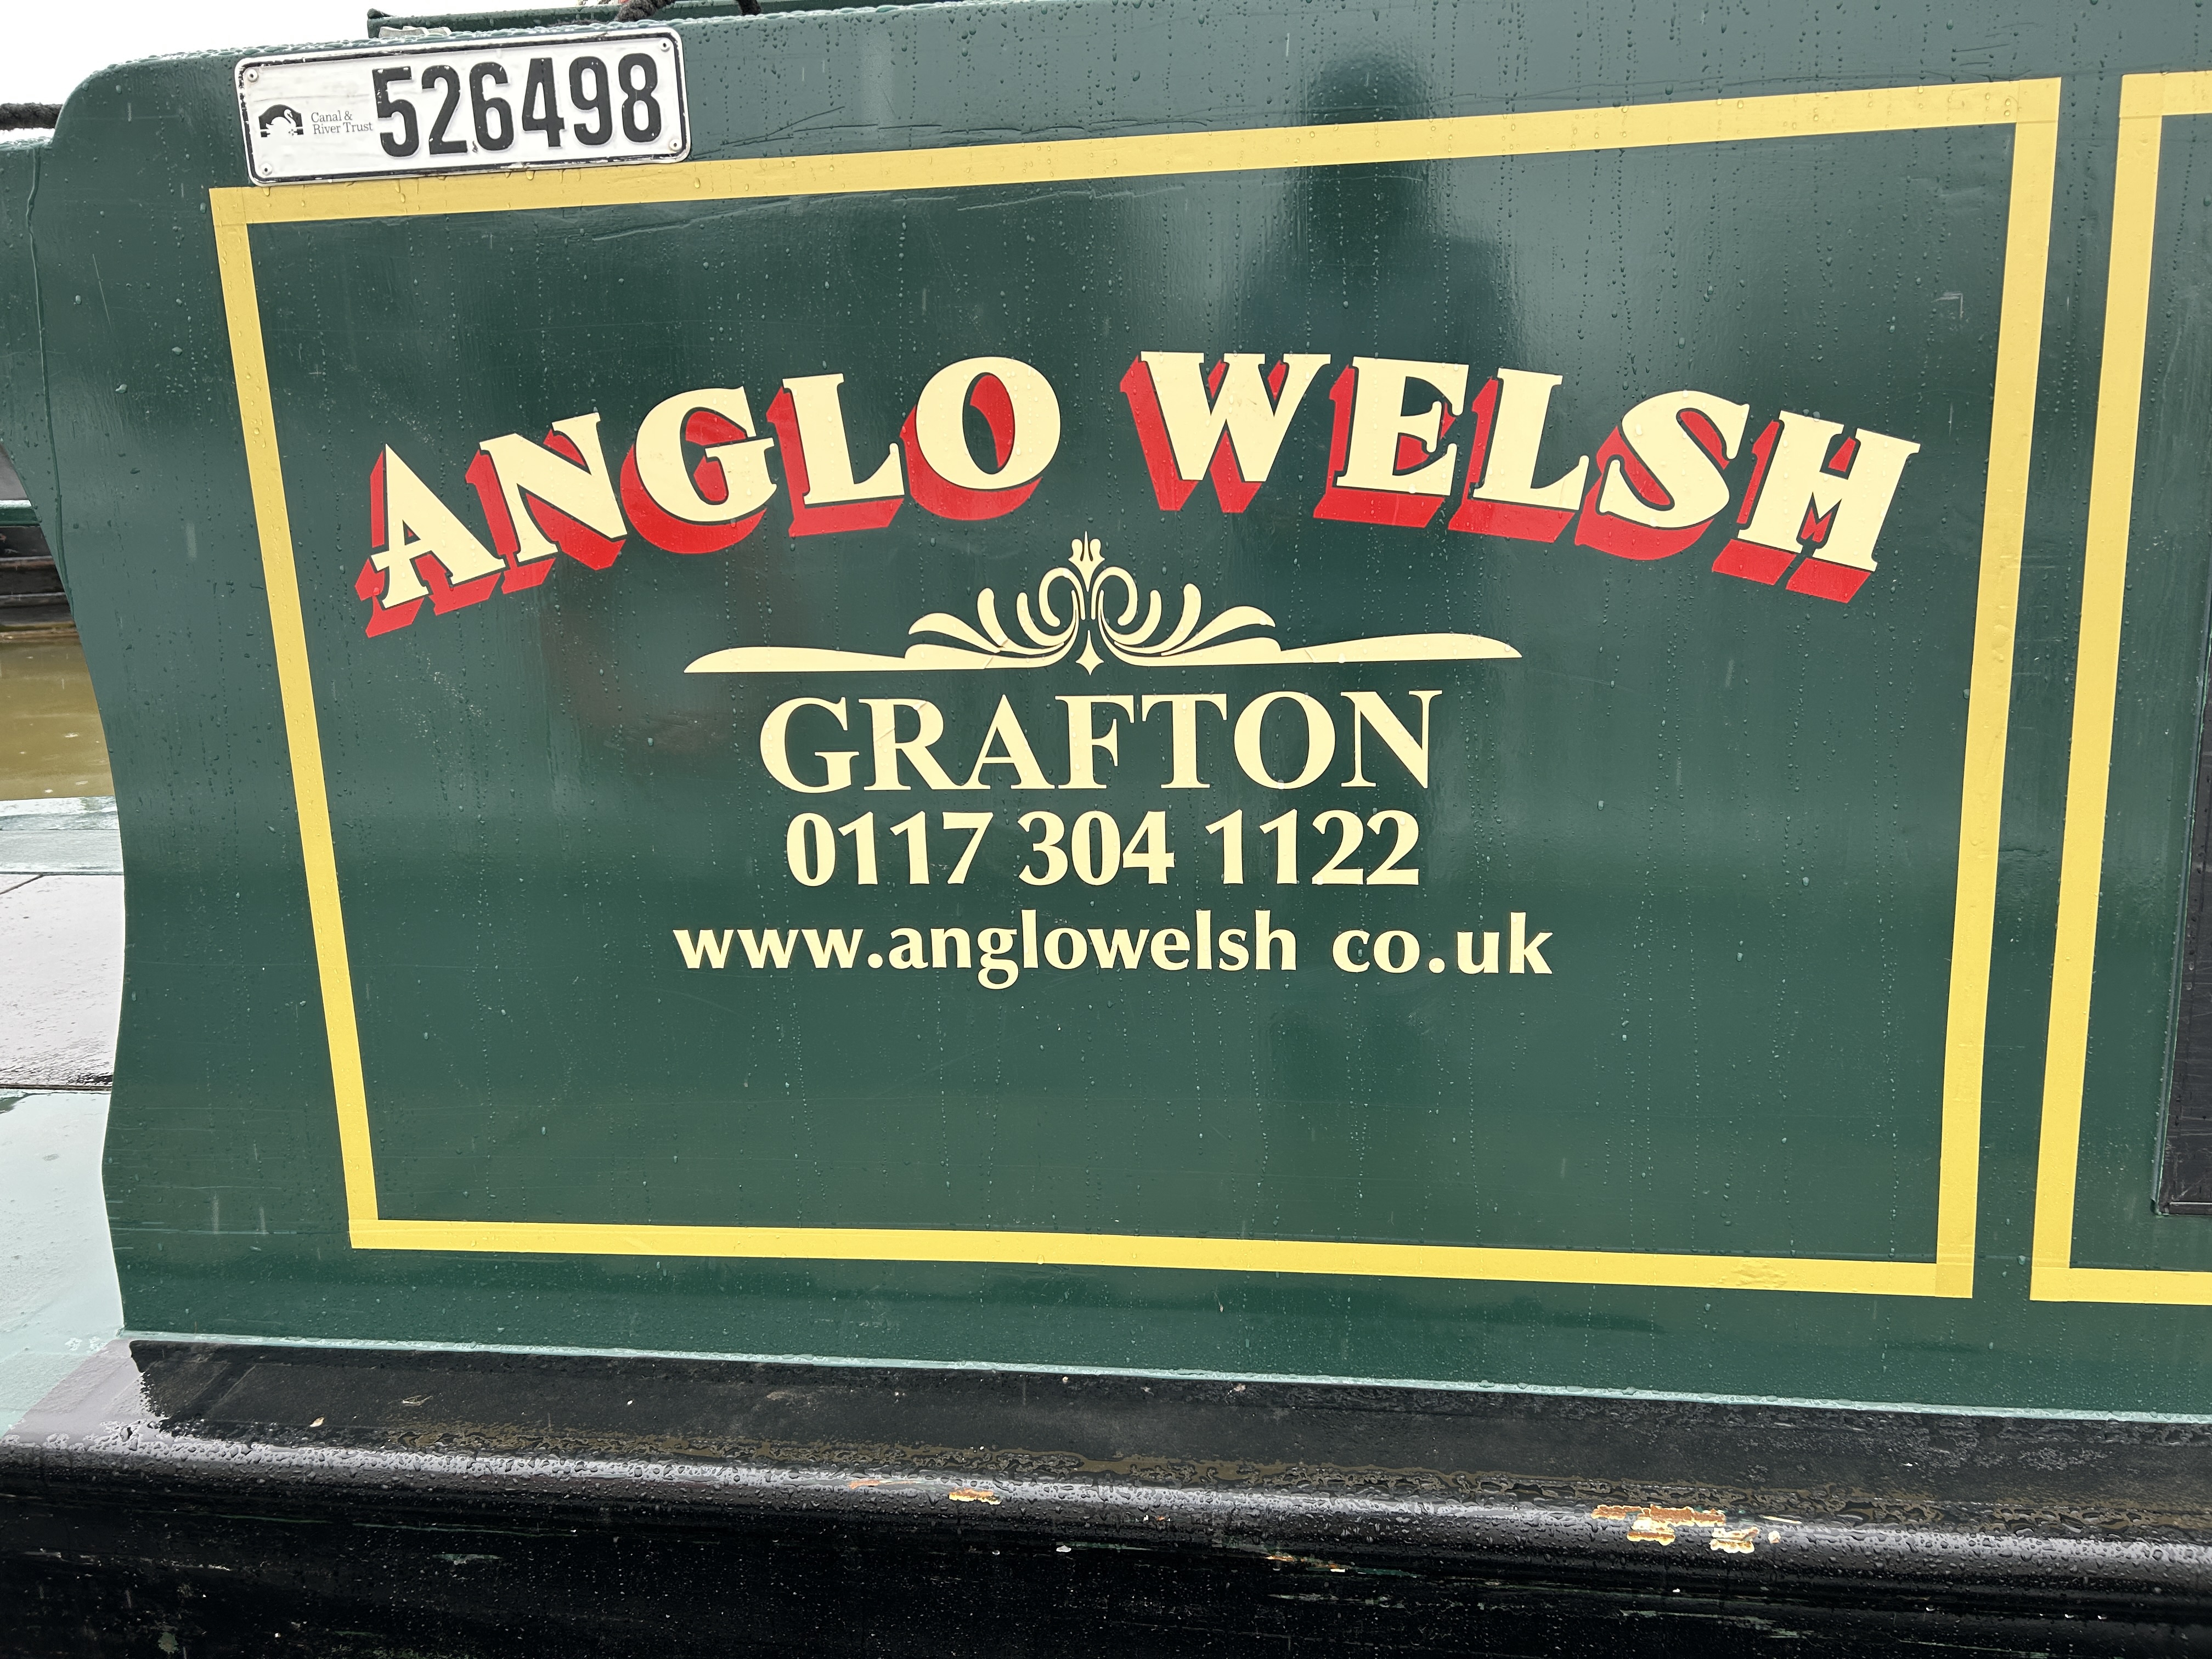 Canal &
River Trust
526498
ANGLO WELSH
GRAFTON
0117 304 1122
www.anglowelsh co.uk